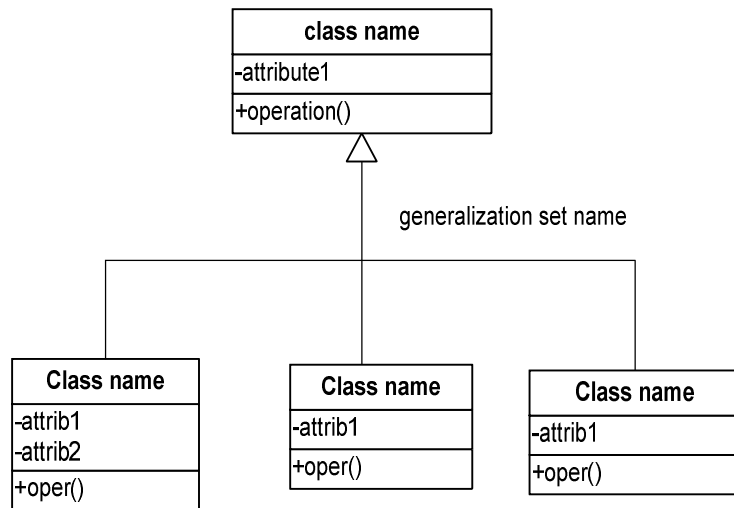 class name
-attribute1
+operation()
generalization set name
Class name
-attrib1
-attrib2
+oper()
Class name
-attrib1
+oper()
Class name
-attrib1
+oper()